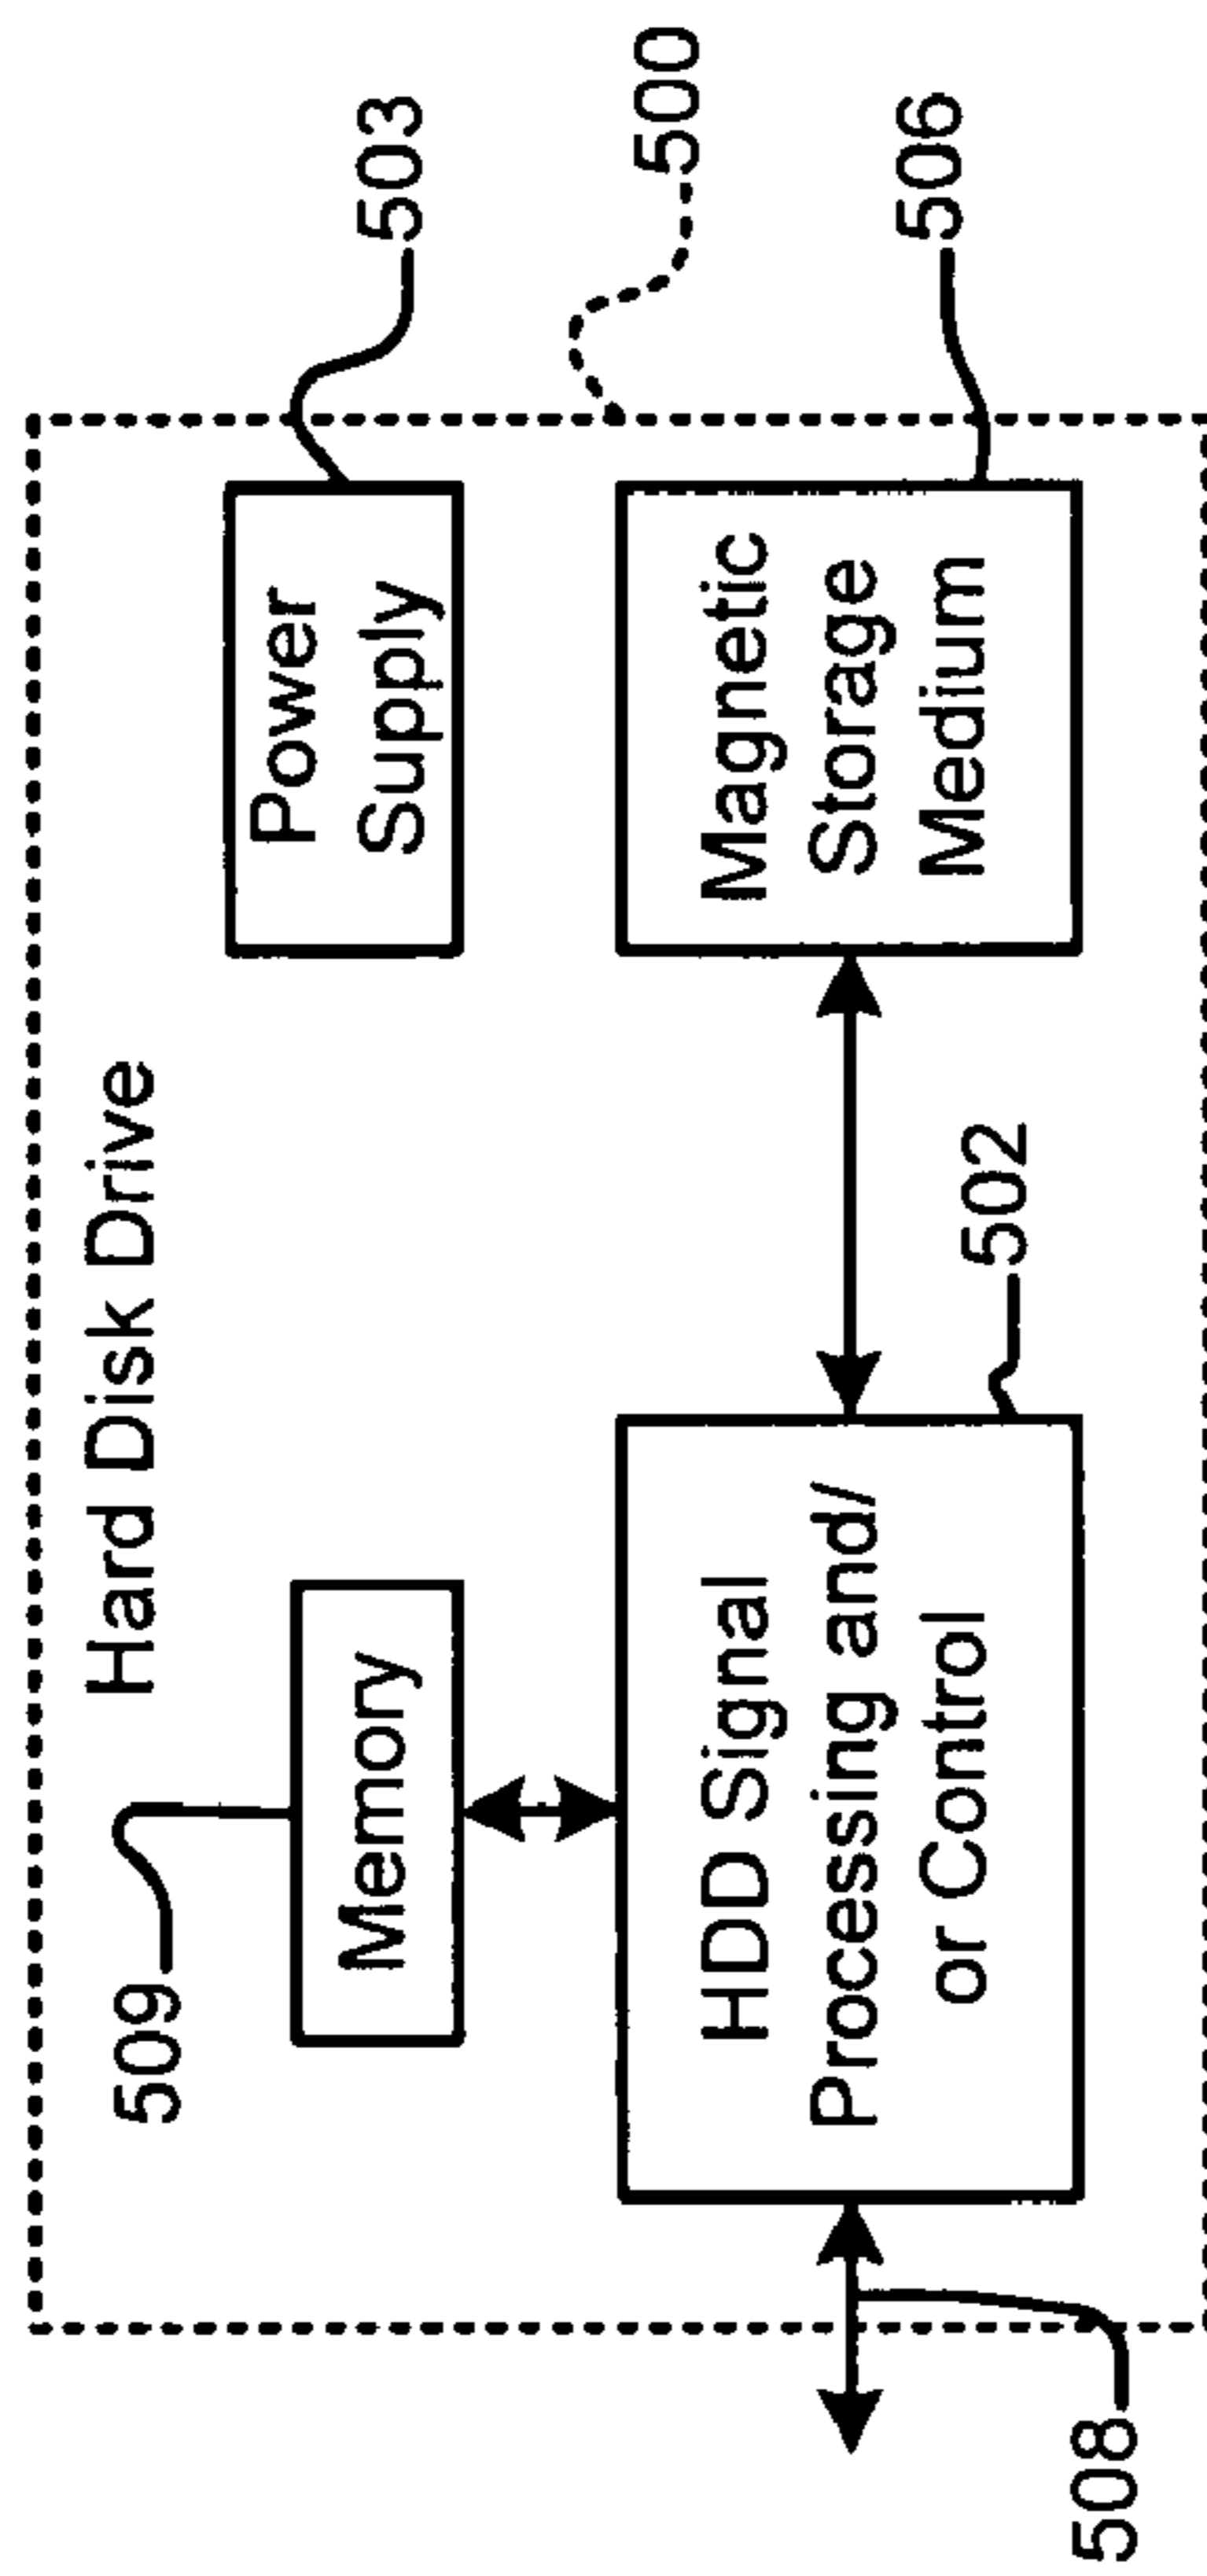 Hard Disk Drive
509
Memory
Power
Supply
503
500
HDD Signal
Processing and/
or Control
Magnetic
Storage
Medium
506
502
508